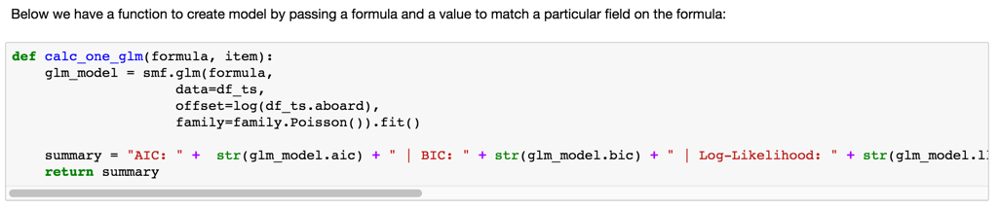 Below we have a function to create model by passing a formula and a value to match a particular field on the formula:
def calc_one_glm(formula, item):
    glm_model = smf.glm(formula,
                    data=df_ts,
                    offset=log(df_ts.aboard),
                    family=family.Poisson()).fit()
    summary = "AIC: " +  str(glm_model.aic) + " | BIC: " + str(glm_model.bic) + " | Log-Likelihood: " + str(glm_model.l
    return summary